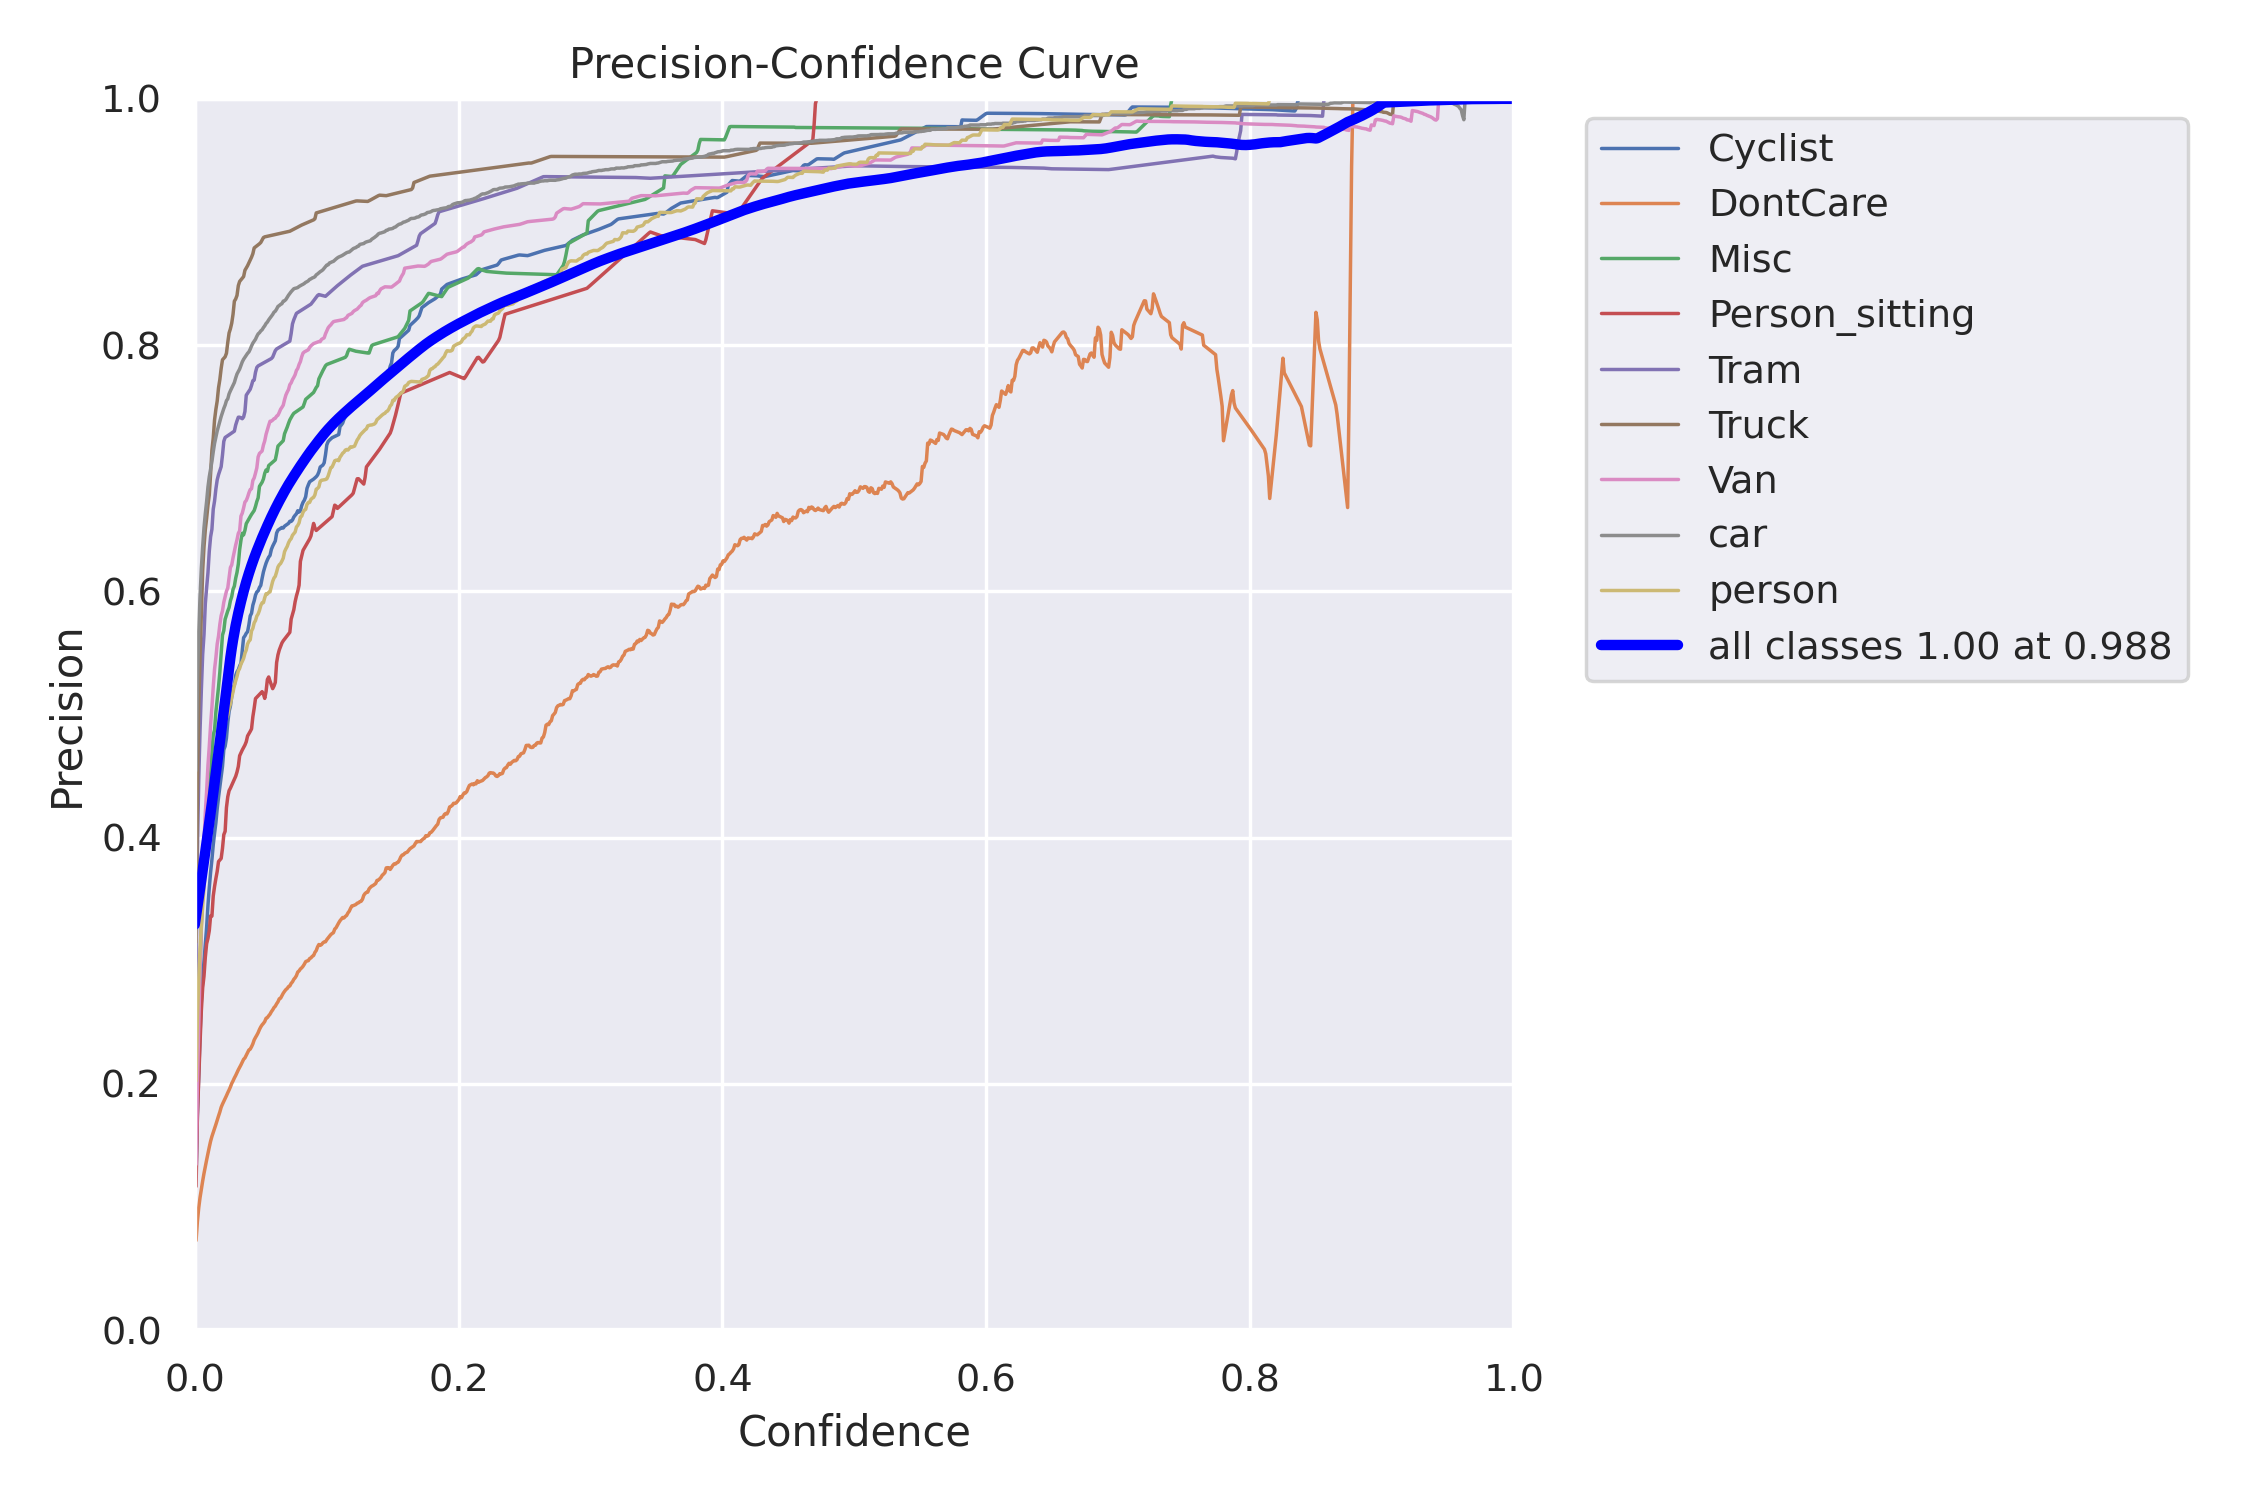 Precision-Confidence Curve
1.0
0.8
0.6
0.4
0.2
0.0
Precision
0.0 0.2 0.4 0.6 0.8 1.0
Confidence
Cyclist
DontCare
Misc
Person_sitting
Tram
Truck
Van
car
person
all classes 1.00 at 0.988